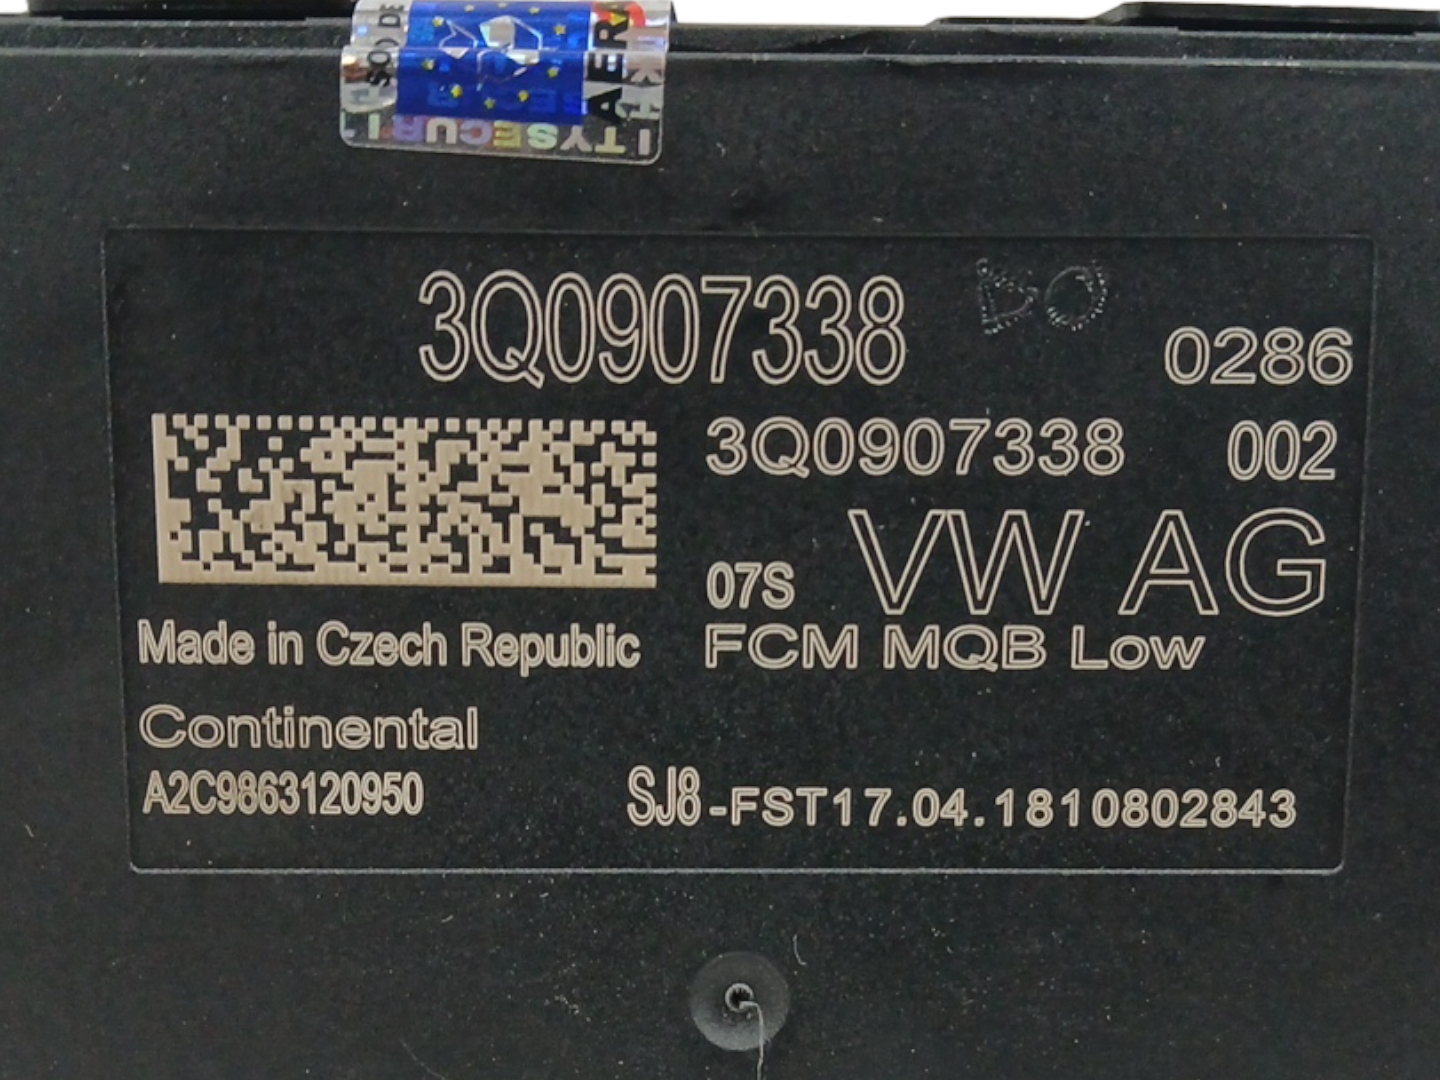 SECURITY
3Q0907338
0286
3Q0907338 002
07S VW AG
Made in Czech Republic
FCM MQB Low
Continental
A2C9863120950
SJ8-FST17.04.1810802843